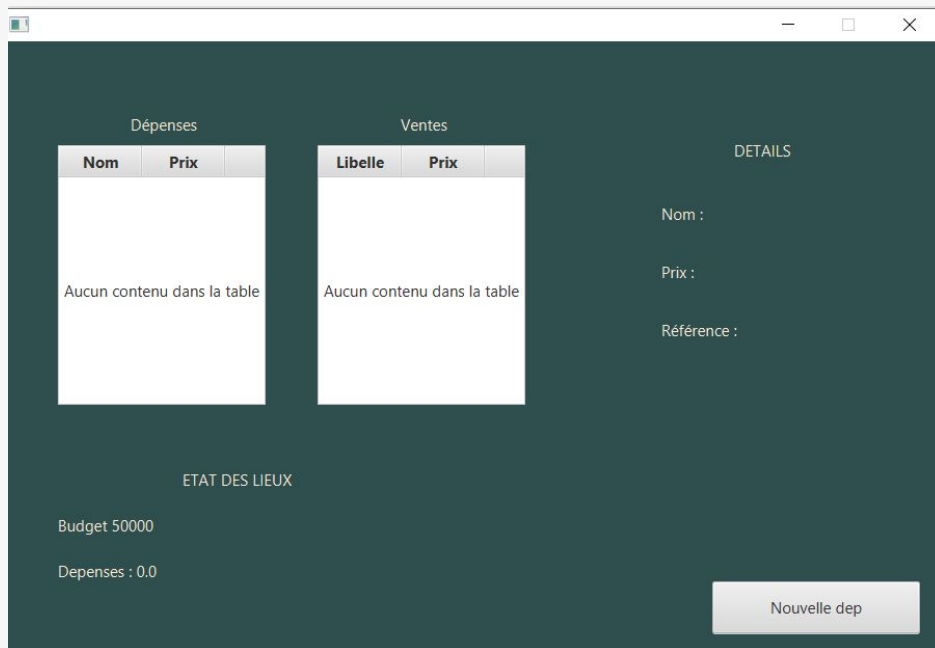 Dépenses
Ventes
Nom Prix
Libelle Prix
Aucun contenu dans la table
Aucun contenu dans la table
DETAILS
Nom :
Prix :
Référence :
ETAT DES LIEUX
Budget 50000
Depenses : 0.0
Nouvelle dep